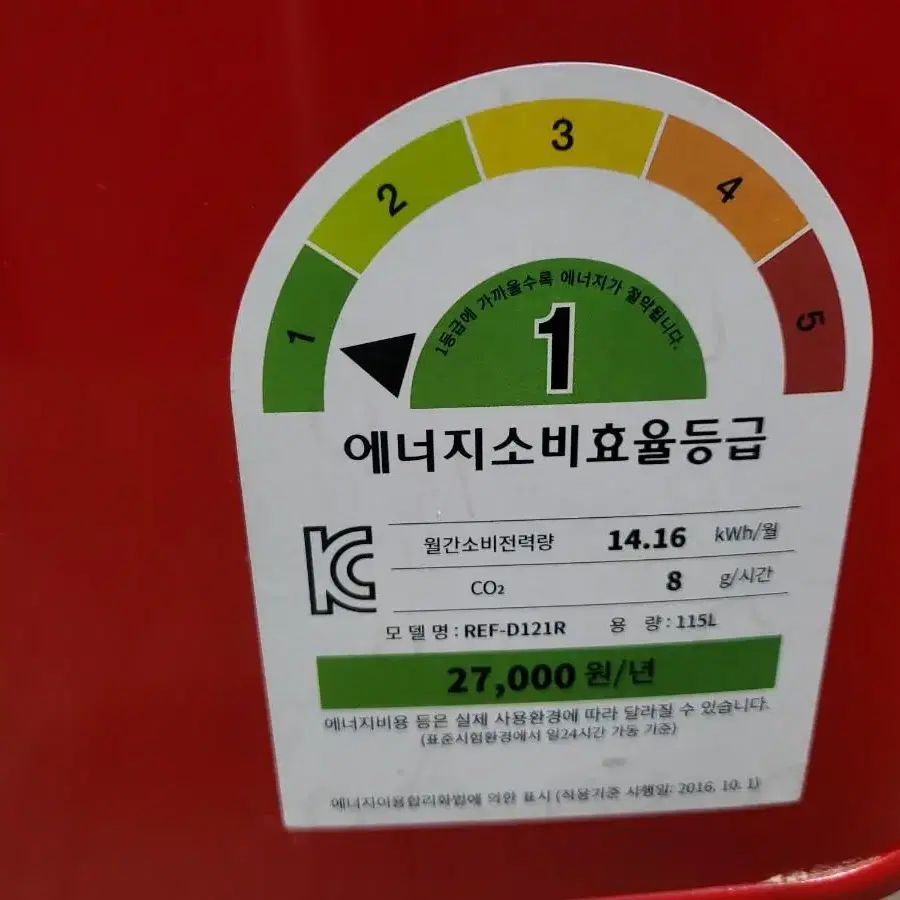 1
2
3
4
5
1등급에 가까울수록 에너지가 절약됩니다.
1
에너지소비효율등급
월간소비전력량 14.16 kWh/월
CO₂ 8 g/시간
모 델 명 : REF-D121R 용 량 : 115L
27,000 원/년
에너지비용 등은 실제 사용환경에 따라 달라질 수 있습니다.
(표준시험환경에서 일24시간 가동 기준)
에너지이용합리화법에 의한 표시 (적용기준 시행일: 2016. 10. 1)